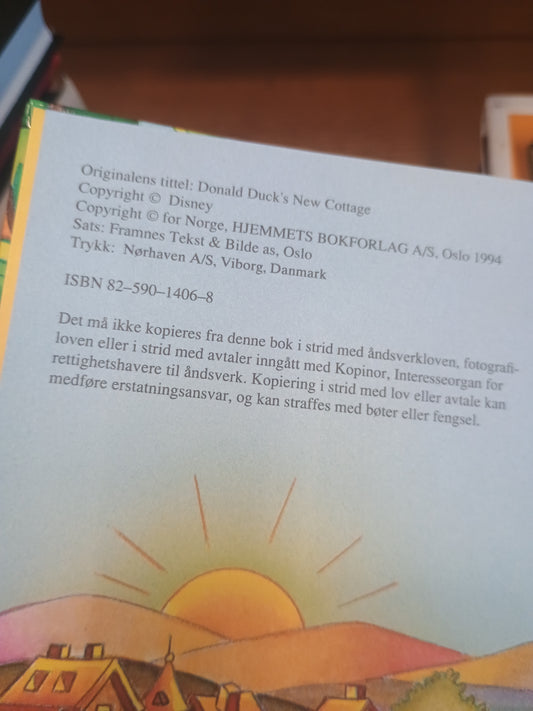 Originalens tittel: Donald Duck's New Cottage
Copyright © Disney
Copyright © for Norge, HJEMMETS BOKFORLAG A/S, Oslo 1994
Sats: Framnes Tekst & Bilde as, Oslo
Trykk: Nørhaven A/S, Viborg, Danmark
ISBN 82–590–1406–8
Det må ikke kopieres fra denne bok i strid med åndsverkloven, fotografi-
loven eller i strid med avtaler inngått med Kopinor, Interesseorgan for
rettighetshavere til åndsverk. Kopiering i strid med lov eller avtale kan
medføre erstatningsansvar, og kan straffes med bøter eller fengsel.